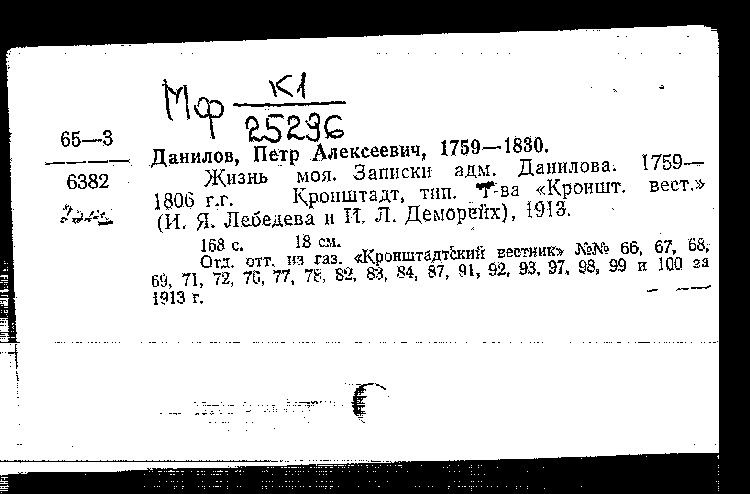 Мф К1
25296
65—3
6382
Данилов, Петр Алексеевич, 1759—1830.
Жизнь моя. Записки адм. Данилова. 1759—
1806 г.г. Кронштадт, тип. Т-ва «Кроншт. вест.»
(И. Я. Лебедева и И. Л. Деморейх), 1913.
168 с. 18 см.
Отд. отт. из газ. «Кронштадтский вестник» №№ 66, 67, 68,
69, 71, 72, 76, 77, 78, 82, 83, 84, 87, 91, 92, 93, 97, 98, 99 и 100 за
1913 г.